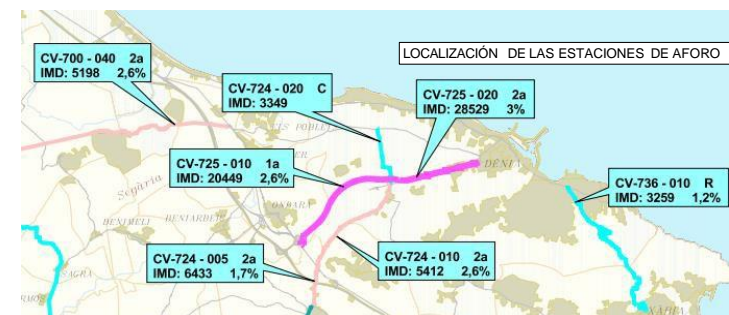 LOCALIZACIÓN DE LAS ESTACIONES DE AFORO
CV-700 - 040 2a
IMD: 5198 2,6%
CV-724 - 020 C
IMD: 3349
CV-725 - 020 2a
IMD: 28529 3%
CV-725 - 010 1a
IMD: 20449 2,6%
CV-736 - 010 R
IMD: 3259 1,2%
CV-724 - 005 2a
IMD: 6433 1,7%
CV-724 - 010 2a
IMD: 5412 2,6%
DÉNIA
Segària
ONDARA
BENIARBEIG
SAGRA
XÀBIA